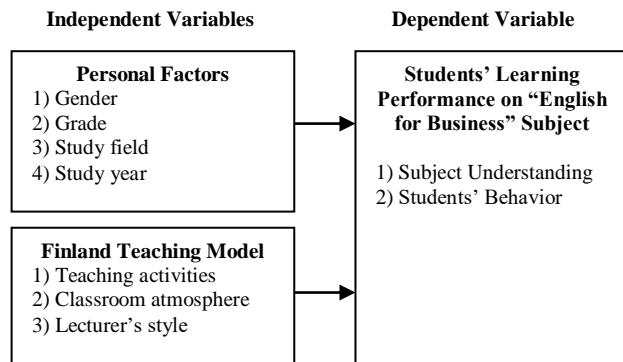 Independent Variables
Dependent Variable
Personal Factors
1) Gender
2) Grade
3) Study field
4) Study year
Finland Teaching Model
1) Teaching activities
2) Classroom atmosphere
3) Lecturer’s style
Students’ Learning
Performance on “English
for Business” Subject
1) Subject Understanding
2) Students’ Behavior